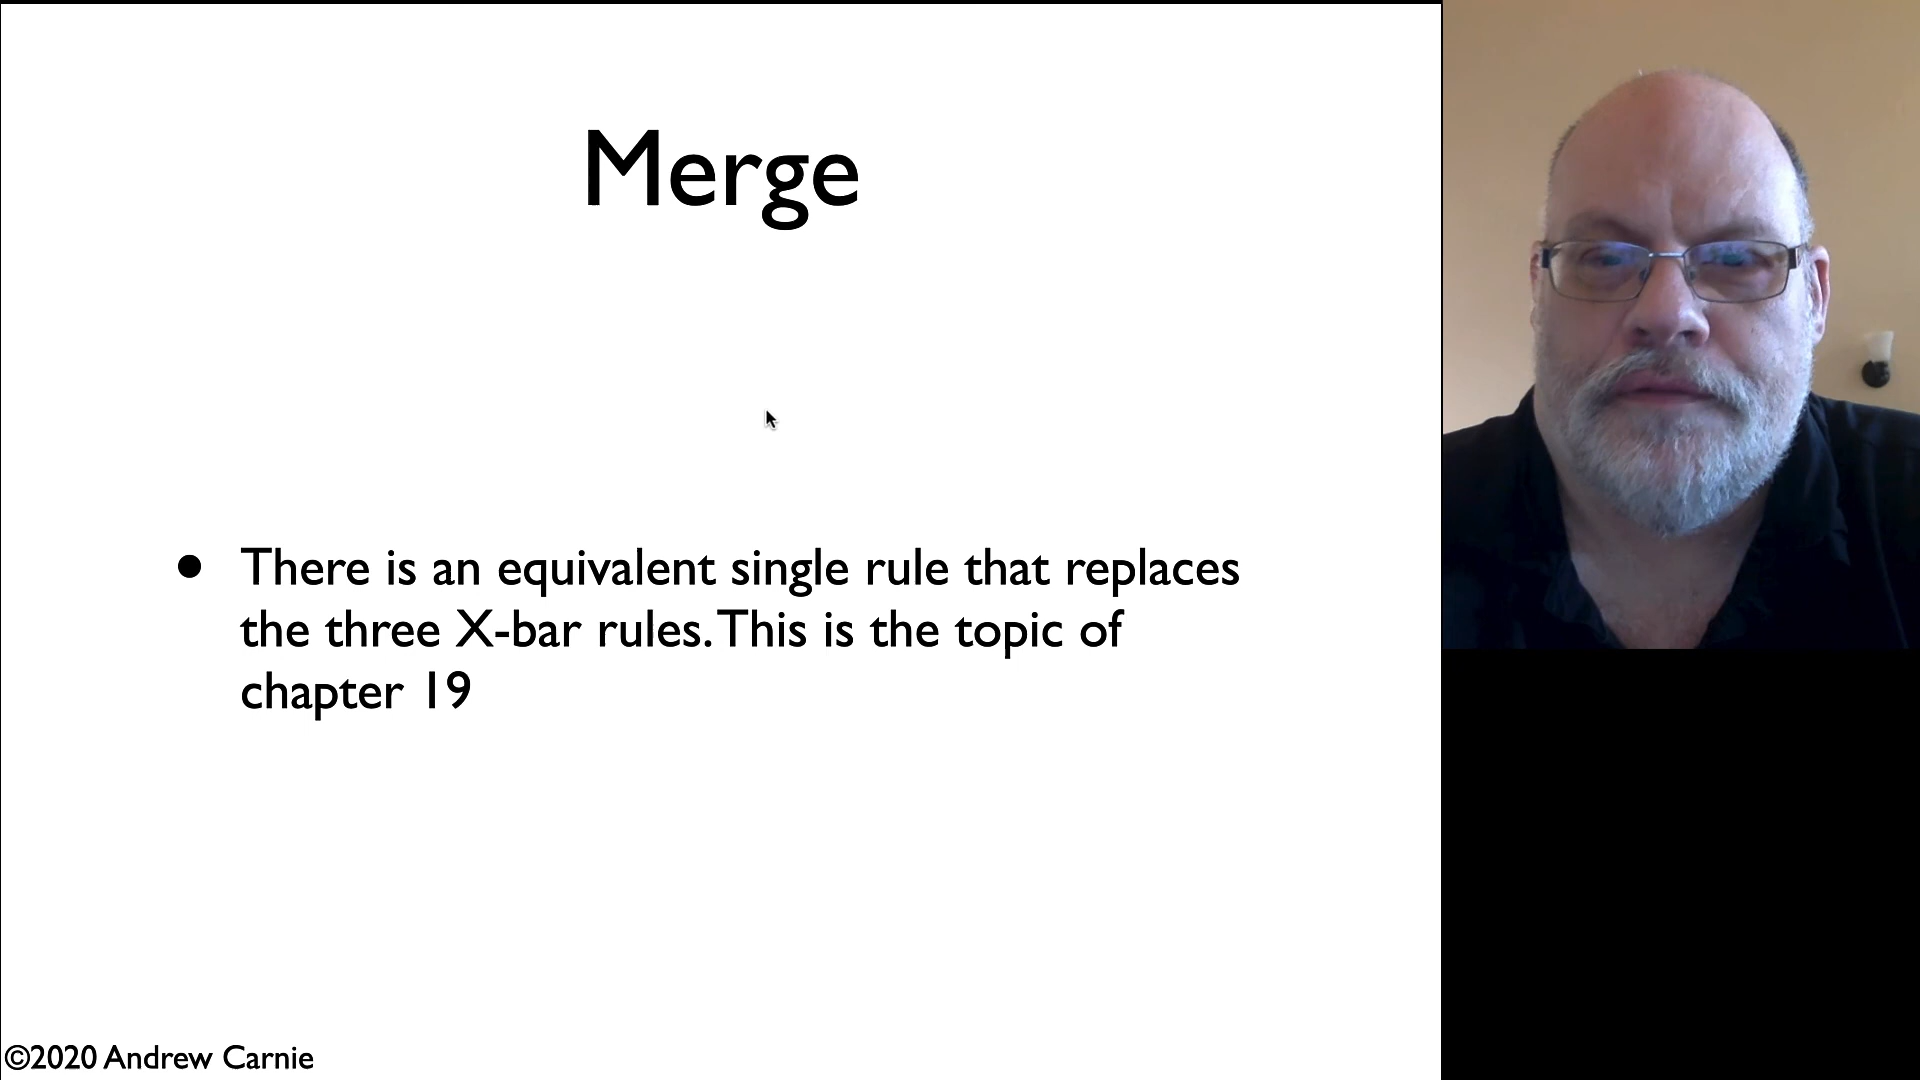 Merge
• There is an equivalent single rule that replaces
the three X-bar rules. This is the topic of
chapter 19
©2020 Andrew Carnie